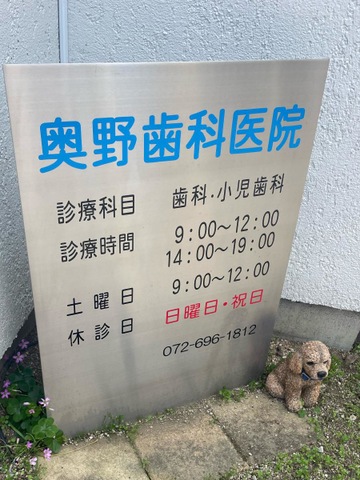 奥野歯科医院
診療科目 歯科.小児歯科
診療時間 9:00～12:00
14:00～19:00
土曜日 9:00～12:00
休診日 日曜日・祝日
072-696-1812